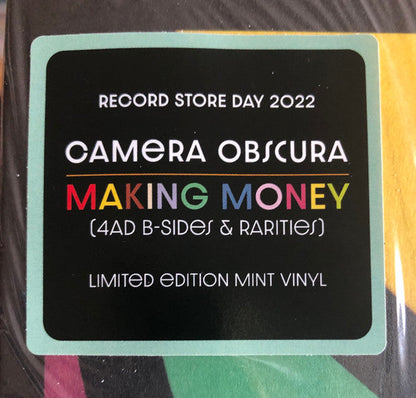 RECORD STORE DAY 2022
CAMERA OBSCURA
MAKING MONEY
(4AD B-SIDES & RARITIES)
LIMITED EDITION MINT VINYL